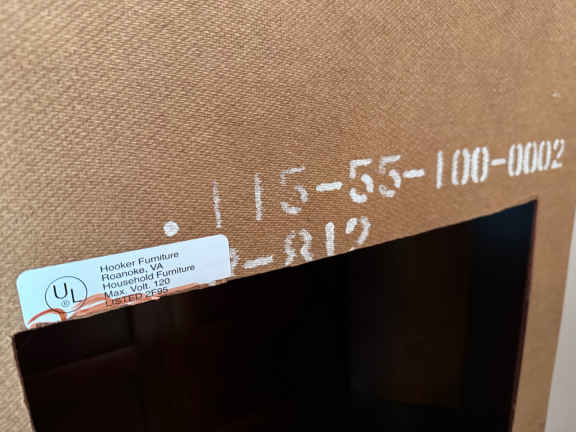 115-55-100-0002
-812
Hooker Furniture
Roanoke, VA
Household Furniture
Max. Volt. 120
LISTED 2F95
UL
®